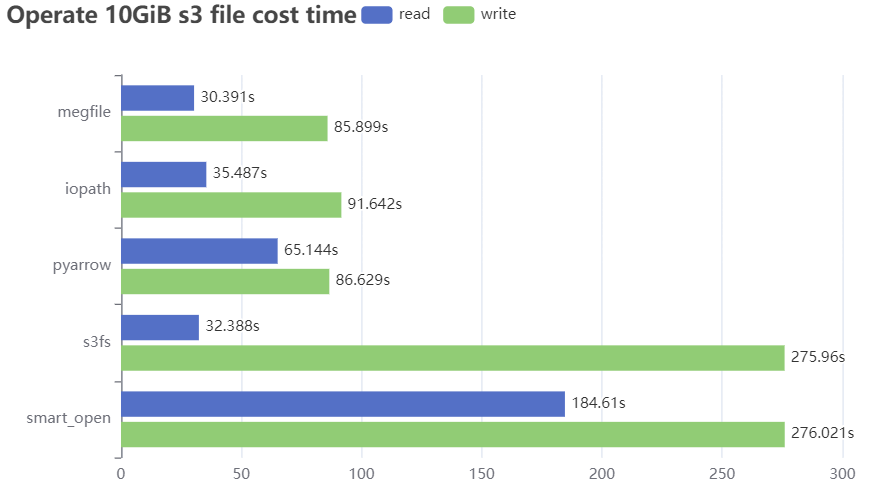 Operate 10GiB s3 file cost time read write
megfile 30.391s
85.899s
iopath 35.487s
91.642s
pyarrow 65.144s
86.629s
s3fs 32.388s
275.96s
smart_open 184.61s
276.021s
0 50 100 150 200 250 300